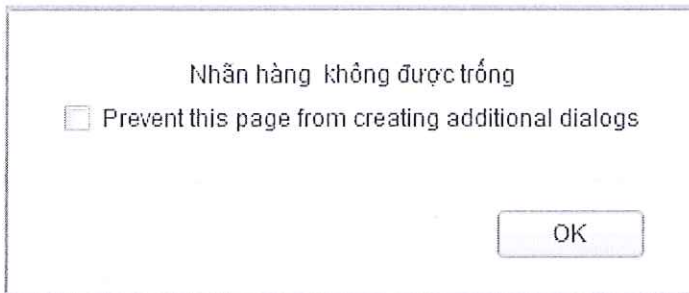 Nhãn hàng không được trống
Prevent this page from creating additional dialogs
OK